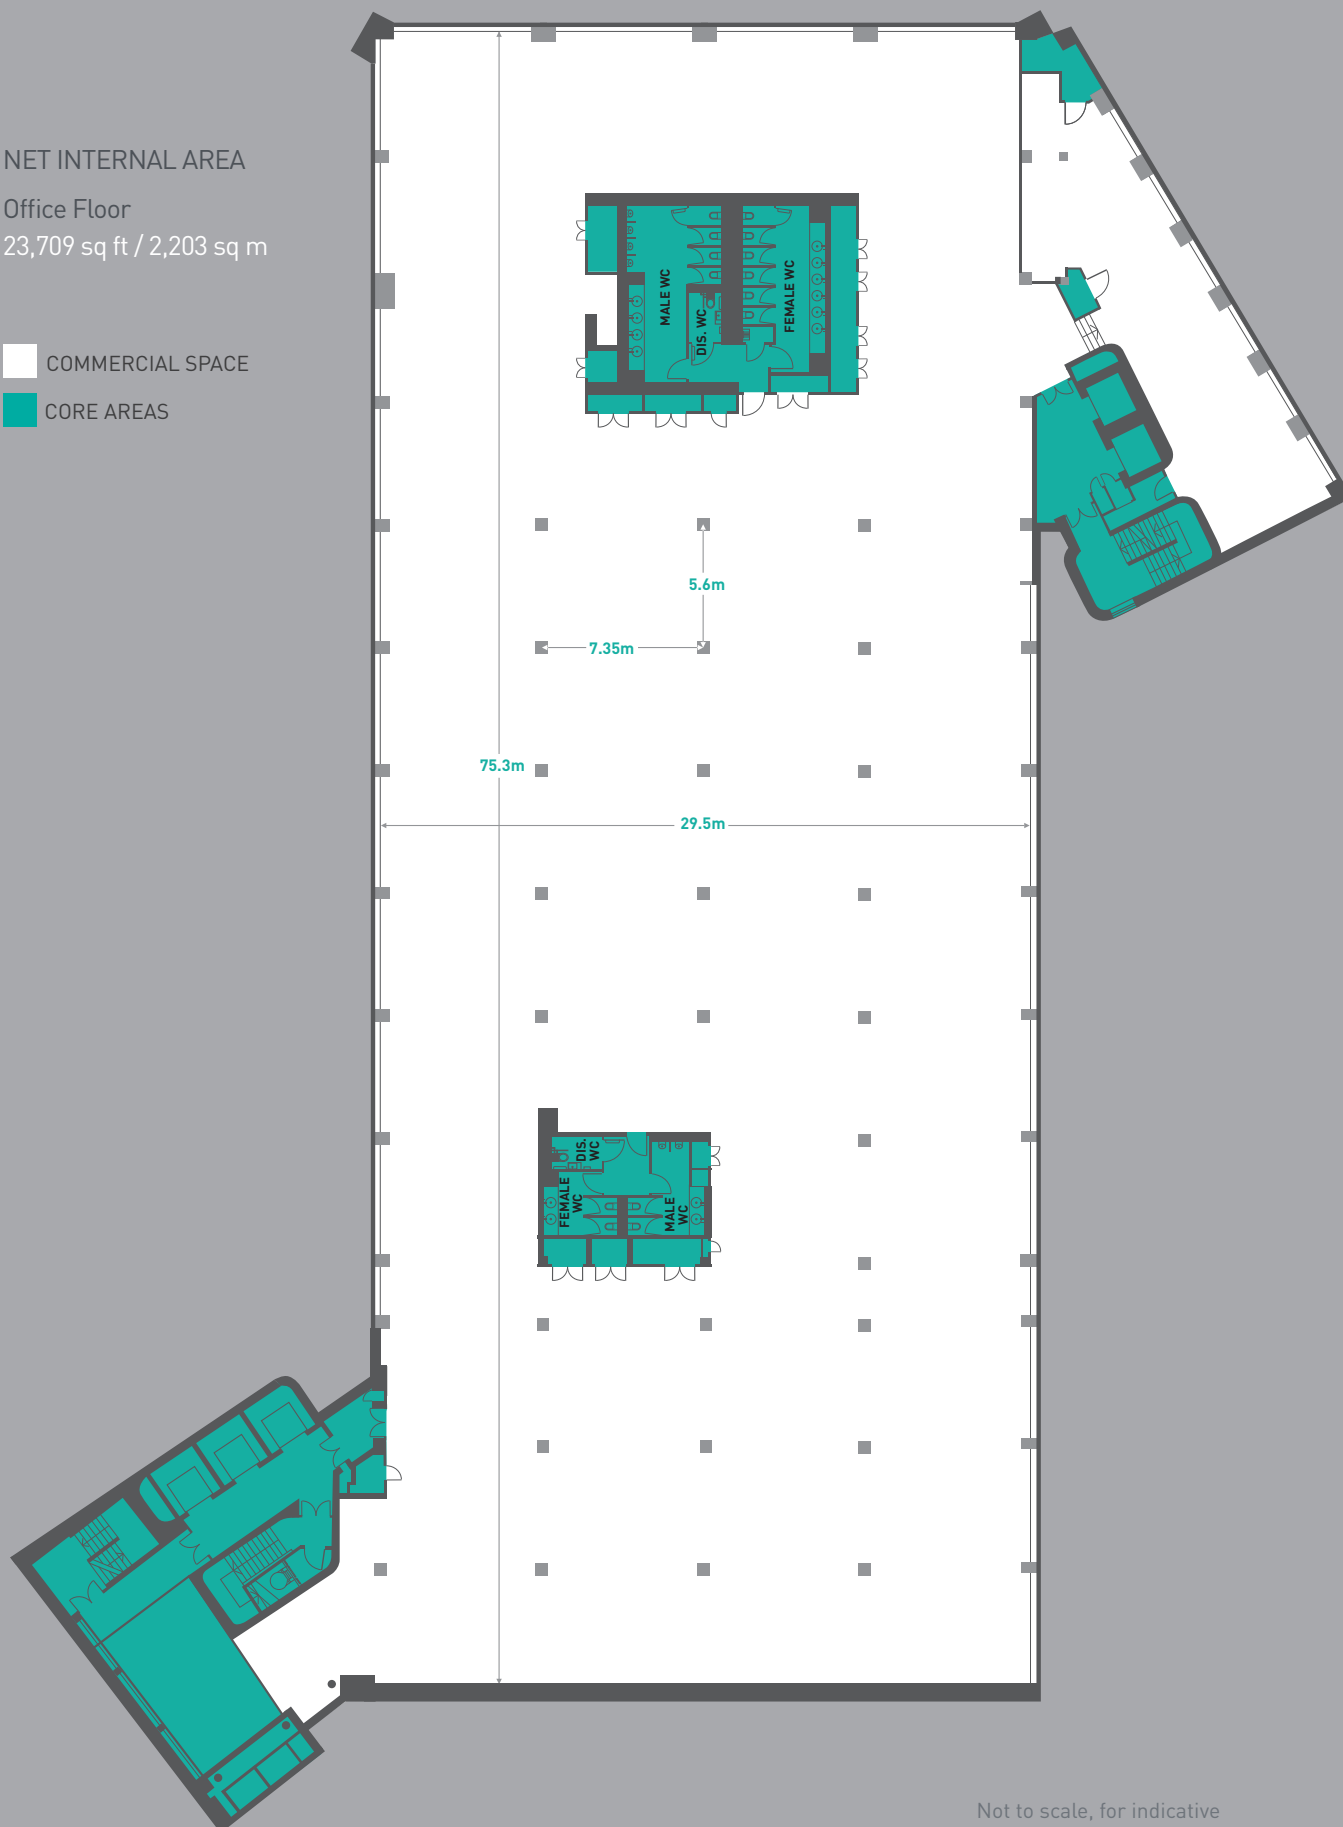 NET INTERNAL AREA
Office Floor
23,709 sq ft / 2,203 sq m
COMMERCIAL SPACE
CORE AREAS
MALE WC
DIS. WC
FEMALE WC
5.6m
7.35m
75.3m
29.5m
DIS.
WC
FEMALE
WC
MALE
WC
Not to scale, for indicative